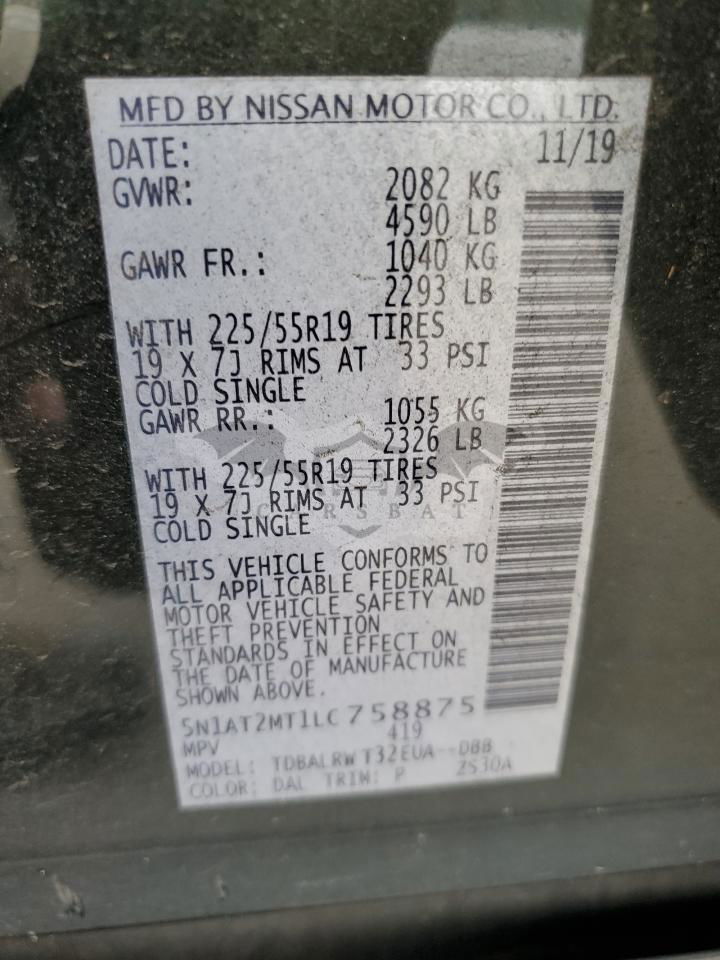 MFD BY NISSAN MOTOR CO., LTD.
DATE: 11/19
GVWR: 2082 KG
4590 LB
GAWR FR.: 1040 KG
2293 LB
WITH 225/55R19 TIRES
19 X 7J RIMS AT 33 PSI
COLD SINGLE
GAWR RR.: 1055 KG
2326 LB
WITH 225/55R19 TIRES
19 X 7J RIMS AT 33 PSI
COLD SINGLE
CARSBAT
THIS VEHICLE CONFORMS TO
ALL APPLICABLE FEDERAL
MOTOR VEHICLE SAFETY AND
THEFT PREVENTION
STANDARDS IN EFFECT ON
THE DATE OF MANUFACTURE
SHOWN ABOVE.
5N1AT2MT1LC758875
MPV 419
MODEL: TDBALRWT32EUA--DBB
COLOR: DAL TRIM: P 2S30A